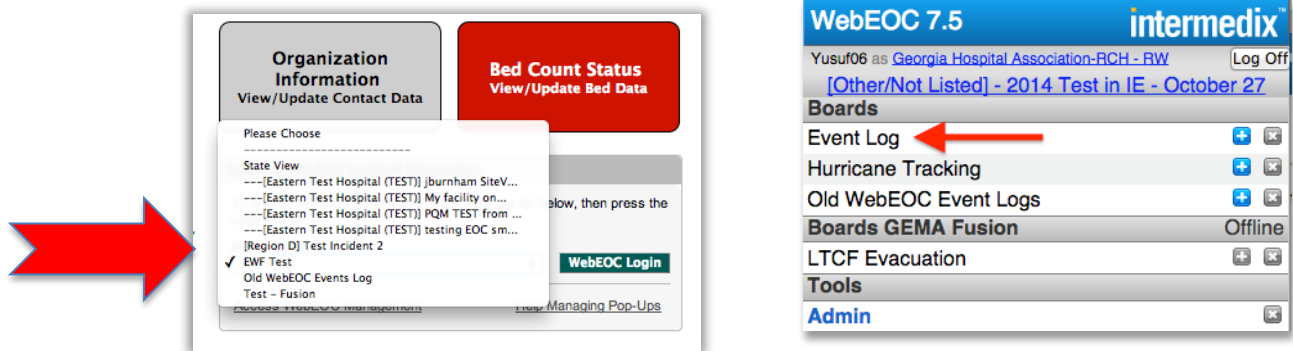 Organization
Information
View/Update Contact Data
Bed Count Status
View/Update Bed Data
Please Choose
--------------------------
State View
---[Eastern Test Hospital (TEST)] jburnham SiteV...
---[Eastern Test Hospital (TEST)] My facility on...
---[Eastern Test Hospital (TEST)] PQM TEST from ...
---[Eastern Test Hospital (TEST)] testing EOC sm...
[Region D] Test Incident 2
✓ EWF Test
Old WebEOC Events Log
Test – Fusion
below, then press the
WebEOC Login
Access WebEOC Management
Help Managing Pop-Ups
WebEOC 7.5
intermedix™
Yusuf06 as Georgia Hospital Association-RCH - RW
Log Off
[Other/Not Listed] - 2014 Test in IE - October 27
Boards
Event Log
Hurricane Tracking
Old WebEOC Event Logs
Boards GEMA Fusion Offline
LTCF Evacuation
Tools
Admin